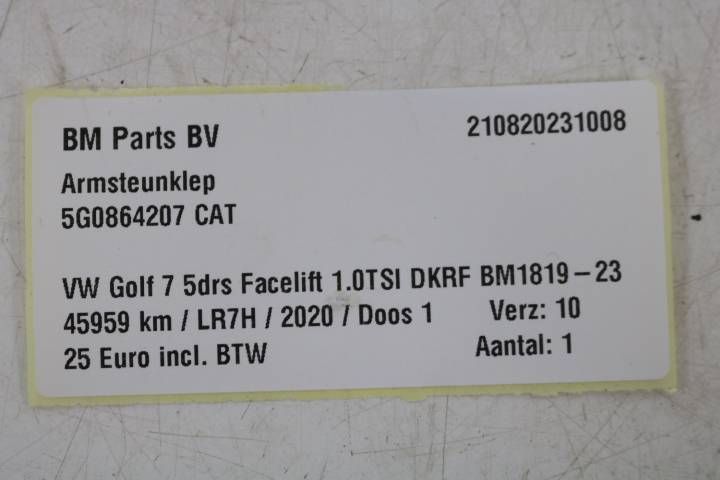 BM Parts BV 210820231008
Armsteunklep
5G0864207 CAT
VW Golf 7 5drs Facelift 1.0TSI DKRF BM1819-23
45959 km / LR7H / 2020 / Doos 1 Verz: 10
25 Euro incl. BTW Aantal: 1